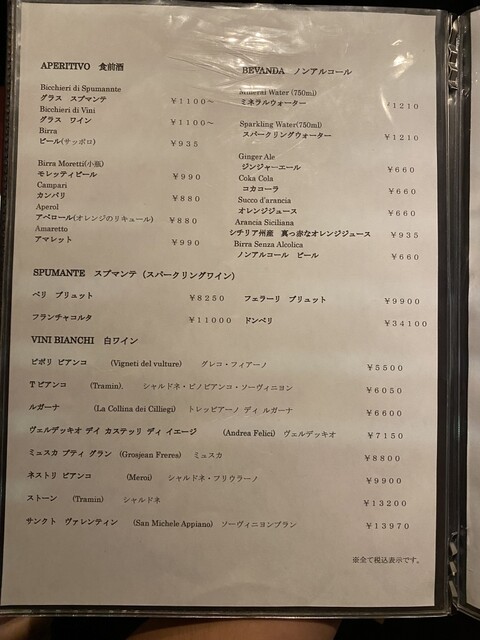 APERITIVO 食前酒
Bicchieri di Spumannte
グラス スプマンテ ￥1100～
Bicchieri di Vini
グラス ワイン ￥1100～
Birra
ビール(サッポロ) ￥935
Birra Moretti(小瓶)
モレッティビール ￥990
Campari
カンパリ ￥880
Aperol
アペロール(オレンジのリキュール) ￥880
Amaretto
アマレット ￥990
BEVANDA ノンアルコール
Mineral Water (750ml)
ミネラルウォーター ￥1210
Sparkling Water(750ml)
スパークリングウォーター ￥1210
Ginger Ale
ジンジャーエール ￥660
Coka Cola
コカコーラ ￥660
Succo d'arancia
オレンジジュース ￥660
Arancia Siciliana
シチリア州産 真っ赤なオレンジジュース ￥935
Birra Senza Alcolica
ノンアルコール ビール ￥660
SPUMANTE スプマンテ（スパークリングワイン）
ペリ ブリュット ￥8250 フェラーリ ブリュット ￥9900
フランチャコルタ ￥11000 ドンペリ ￥34100
VINI BIANCHI 白ワイン
ピポリ ビアンコ (Vigneti del vulture) グレコ・フィアーノ ￥5500
T ビアンコ (Tramin). シャルドネ・ピノビアンコ・ソーヴィニヨン ￥6050
ルガーナ (La Collina dei Cilliegi) トレッビアーノ ディ ルガーナ ￥6600
ヴェルデッキオ デイ カステッリ ディ イエージ (Andrea Felici) ヴェルデッキオ ￥7150
ミュスカ プティ グラン (Grosjean Freres) ミュスカ ￥8800
ネストリ ビアンコ (Meroi) シャルドネ・フリウラーノ ￥9900
ストーン (Tramin) シャルドネ ￥13200
サンクト ヴァレンティン (San Michele Appiano) ソーヴィニヨンブラン ￥13970
※全て税込表示です。